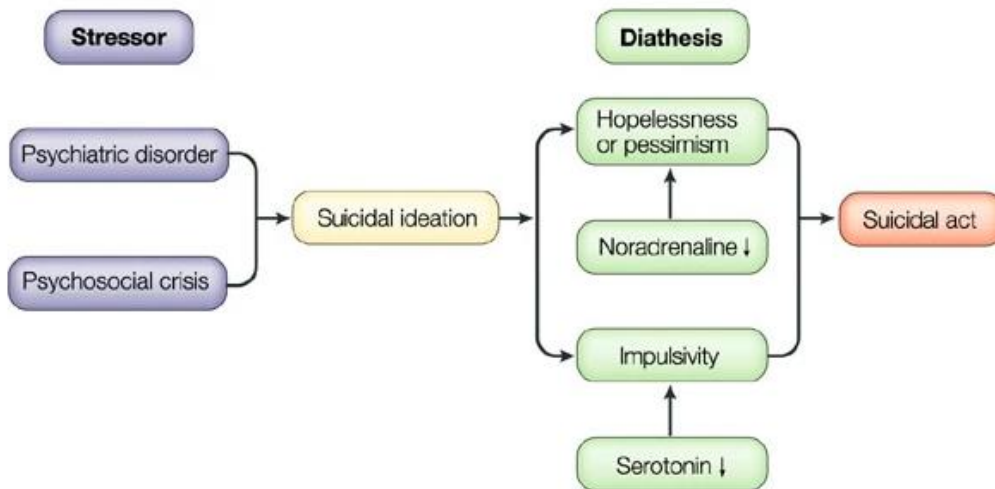 Stressor
Diathesis
Psychiatric disorder
Psychosocial crisis
Suicidal ideation
Hopelessness
or pessimism
Noradrenaline ↓
Impulsivity
Serotonin ↓
Suicidal act